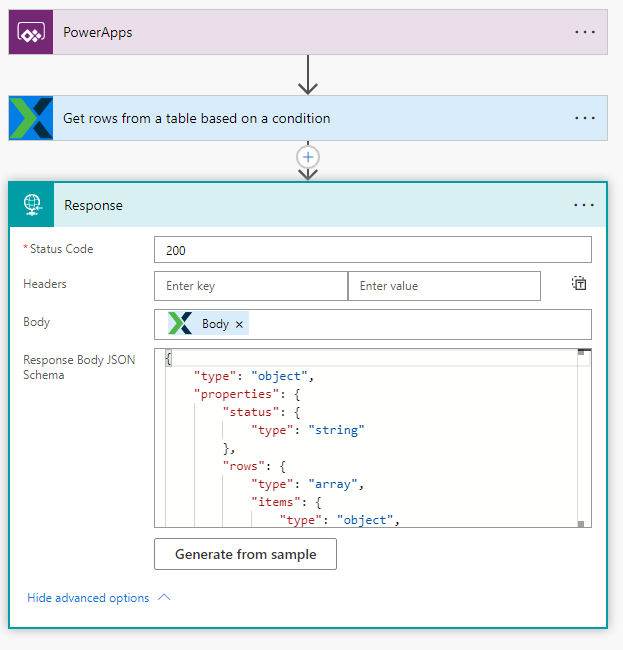 PowerApps
Get rows from a table based on a condition
Response
* Status Code
200
Headers
Enter key
Enter value
Body
Body ×
Response Body JSON
Schema
{
"type": "object",
"properties": {
"status": {
"type": "string"
},
"rows": {
"type": "array",
"items": {
"type": "object",
Generate from sample
Hide advanced options